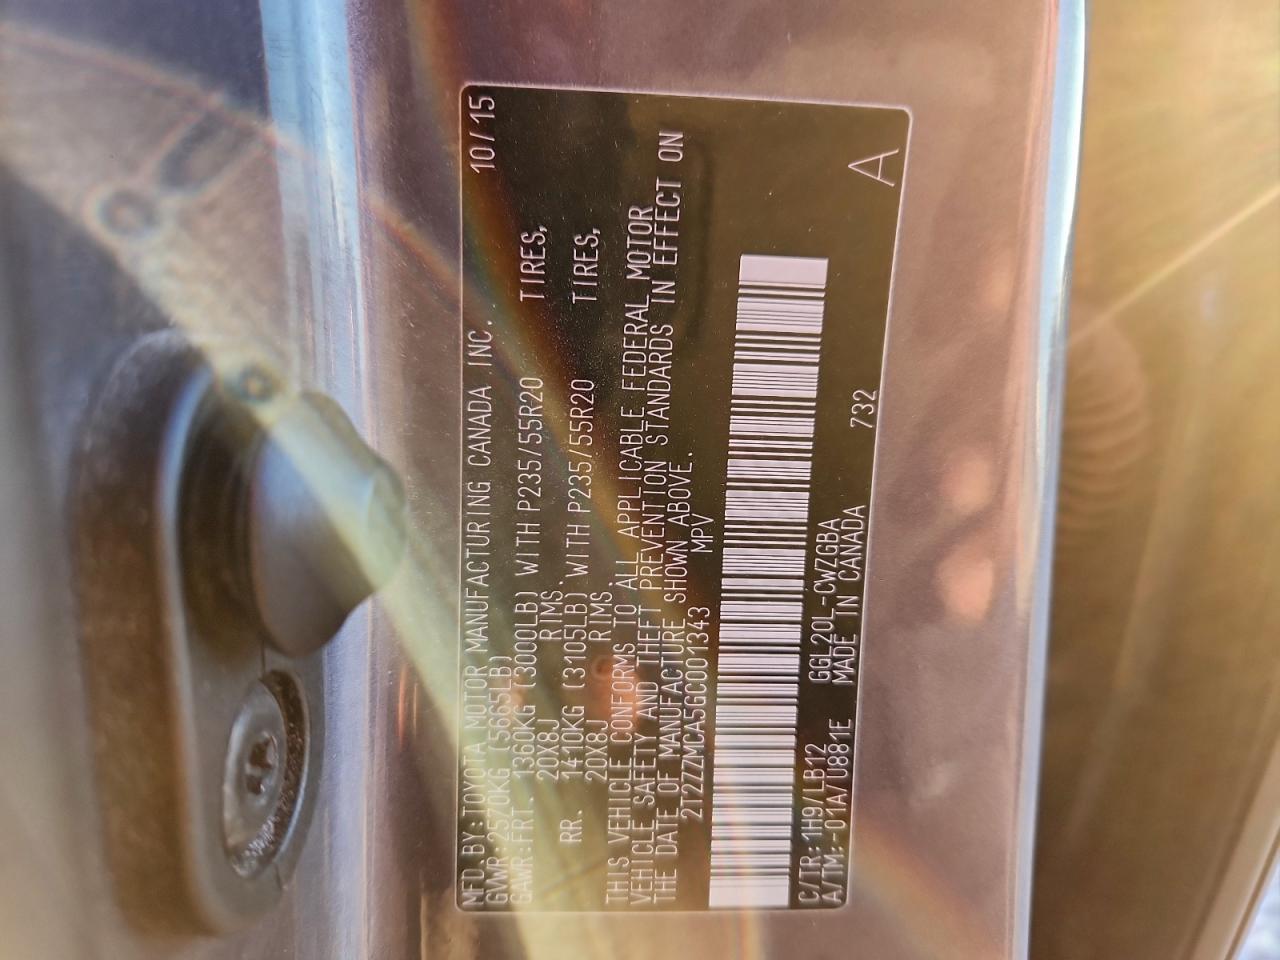 MFD.BY:TOYOTA MOTOR MANUFACTURING CANADA INC. 10/15
GVWR:2570KG (5665LB)
GAWR:FRT. 1360KG (3000LB) WITH P235/55R20 TIRES,
20X8J RIMS.
RR. 1410KG (3105LB) WITH P235/55R20 TIRES,
20X8J RIMS.
THIS VEHICLE CONFORMS TO ALL APPLICABLE FEDERAL MOTOR
VEHICLE SAFETY AND THEFT PREVENTION STANDARDS IN EFFECT ON
THE DATE OF MANUFACTURE SHOWN ABOVE.
2T2ZZMCA5GC001343 MPV
C/TR:1H9/LB12 GGL20L-CWZGBA 732 A
A/TM:-01A/U881E MADE IN CANADA